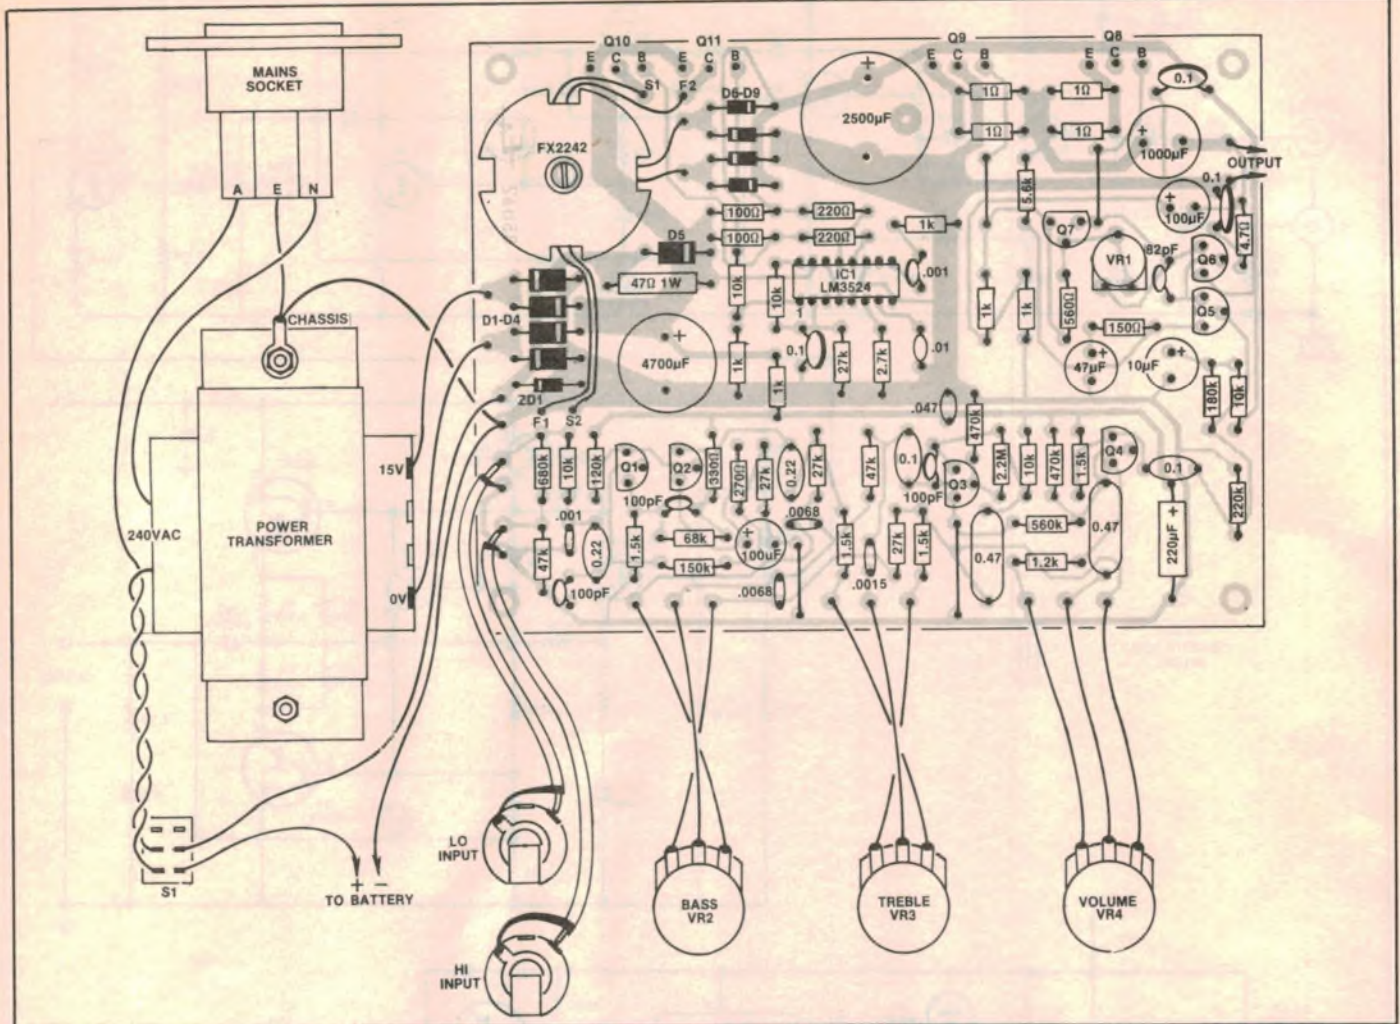 MAINS
SOCKET
A E N
CHASSIS
15V
240VAC
POWER
TRANSFORMER
0V
S1
+ −
TO BATTERY
LO
INPUT
HI
INPUT
BASS
VR2
TREBLE
VR3
VOLUME
VR4
Q10 Q11 Q9 Q8
E C B E C B E C B E C B
S1 F2
FX2242
D6-D9
+
2500µF
1Ω 1Ω
1Ω 1Ω
0.1
+
1000µF
OUTPUT
0.1
+
100µF
4.7Ω
5.6k
Q7
VR1
82pF
Q6
Q5
100Ω 220Ω
100Ω 220Ω
1k
D5
47Ω 1W
10k
10k
IC1
LM3524
1
.001
1k
1k
560Ω
150Ω
D1-D4
+
4700µF
1k
1k
0.1
27k
2.7k
.01
47µF
+
10µF
+
180k
10k
ZD1
F1 S2
.047
470k
680k
10k
120k
Q1
Q2
330Ω
270Ω
27k
0.22
27k
47k
0.1
100pF
Q3
2.2M
10k
470k
1.5k
Q4
0.1
220k
100pF
.001
47k
0.22
100pF
1.5k
68k
150k
+
100uF
.0068
.0068
1.5k
.0015
27k
1.5k
0.47
560k
1.2k
0.47
220µF +